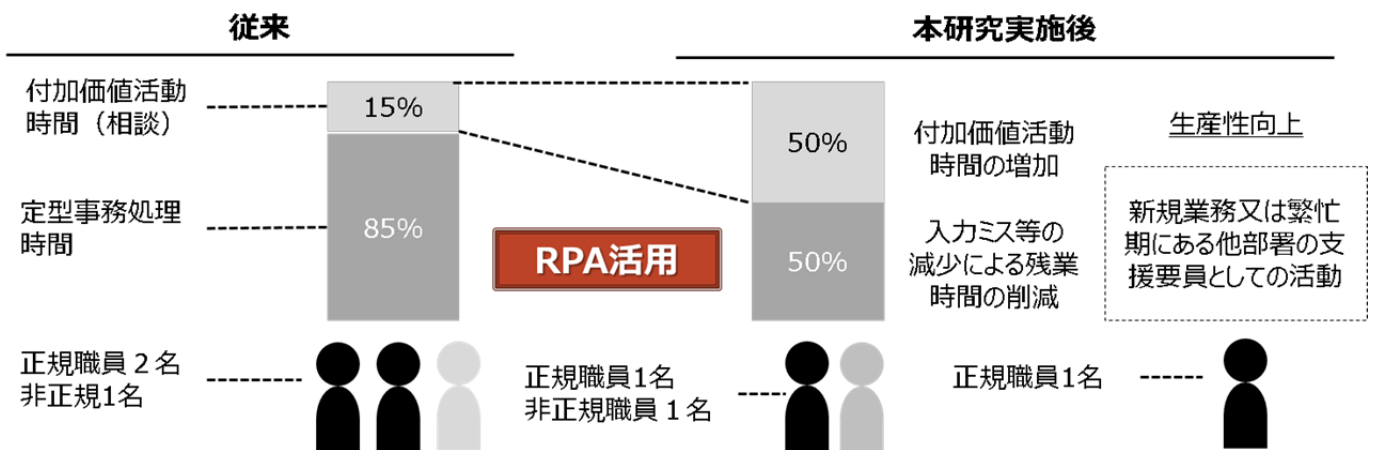 従来
付加価値活動
時間（相談）
15%
定型事務処理
時間
85%
正規職員２名
非正規1名
RPA活用
本研究実施後
50%
付加価値活動
時間の増加
50%
入力ミス等の
減少による残業
時間の削減
正規職員1名
非正規職員１名
生産性向上
新規業務又は繁忙
期にある他部署の支
援要員としての活動
正規職員1名